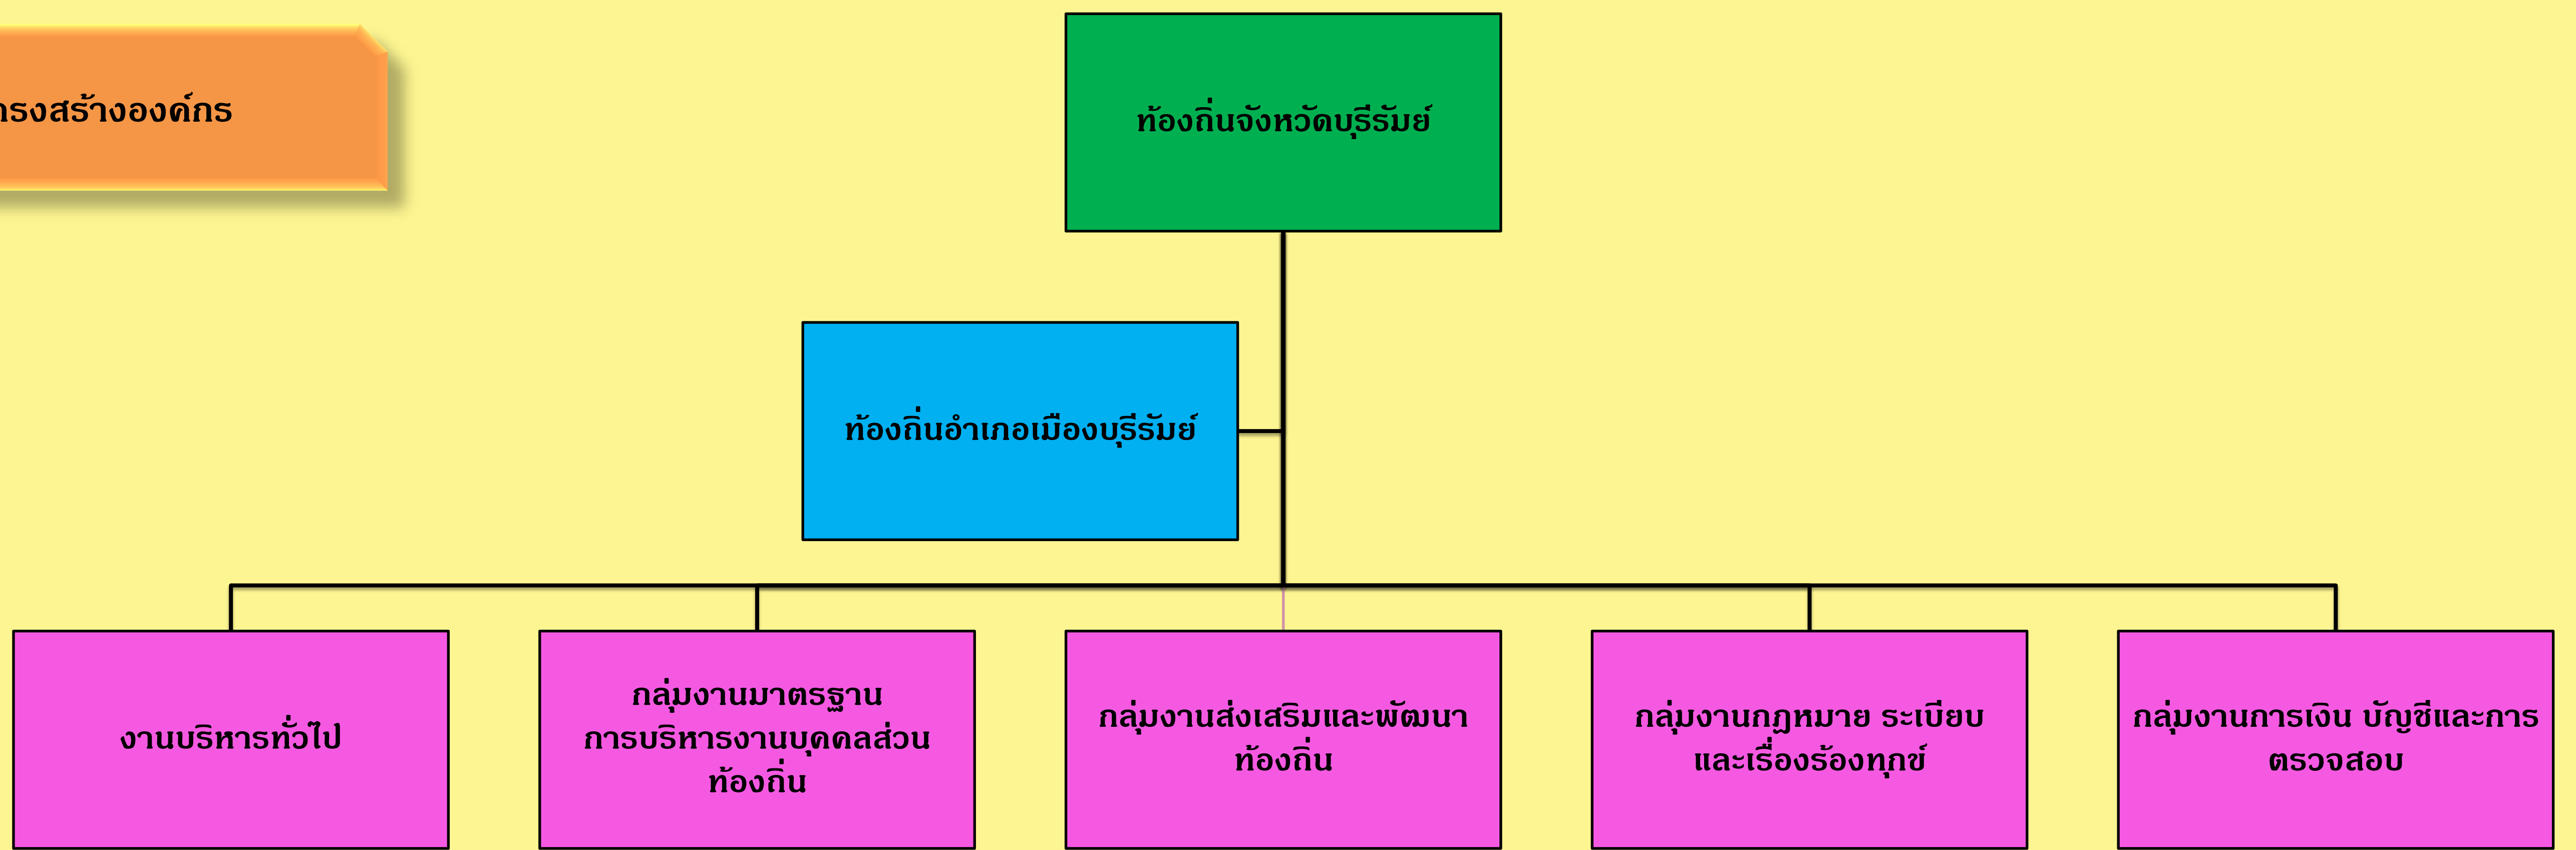 ท้องถิ่นจังหวัดบุรีรัมย์
รงสร้างองค์กร
ท้องถิ่นอำเภอเมืองบุรีรัมย์
งานบริหารทั่วไป
กลุ่มงานมาตรฐาน
การบริหารงานบุคคลส่วน
ท้องถิ่น
กลุ่มงานส่งเสริมและพัฒนา
ท้องถิ่น
กลุ่มงานกฎหมาย ระเบียบ
และเรื่องร้องทุกข์
กลุ่มงานการเงิน บัญชีและการ
ตรวจสอบ